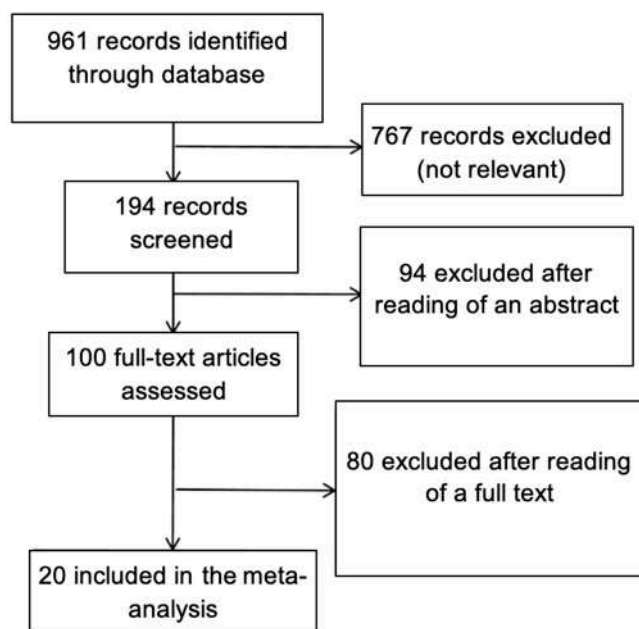 961 records identified
through database
767 records excluded
(not relevant)
194 records
screened
94 excluded after
reading of an abstract
100 full-text articles
assessed
80 excluded after reading
of a full text
20 included in the meta-
analysis